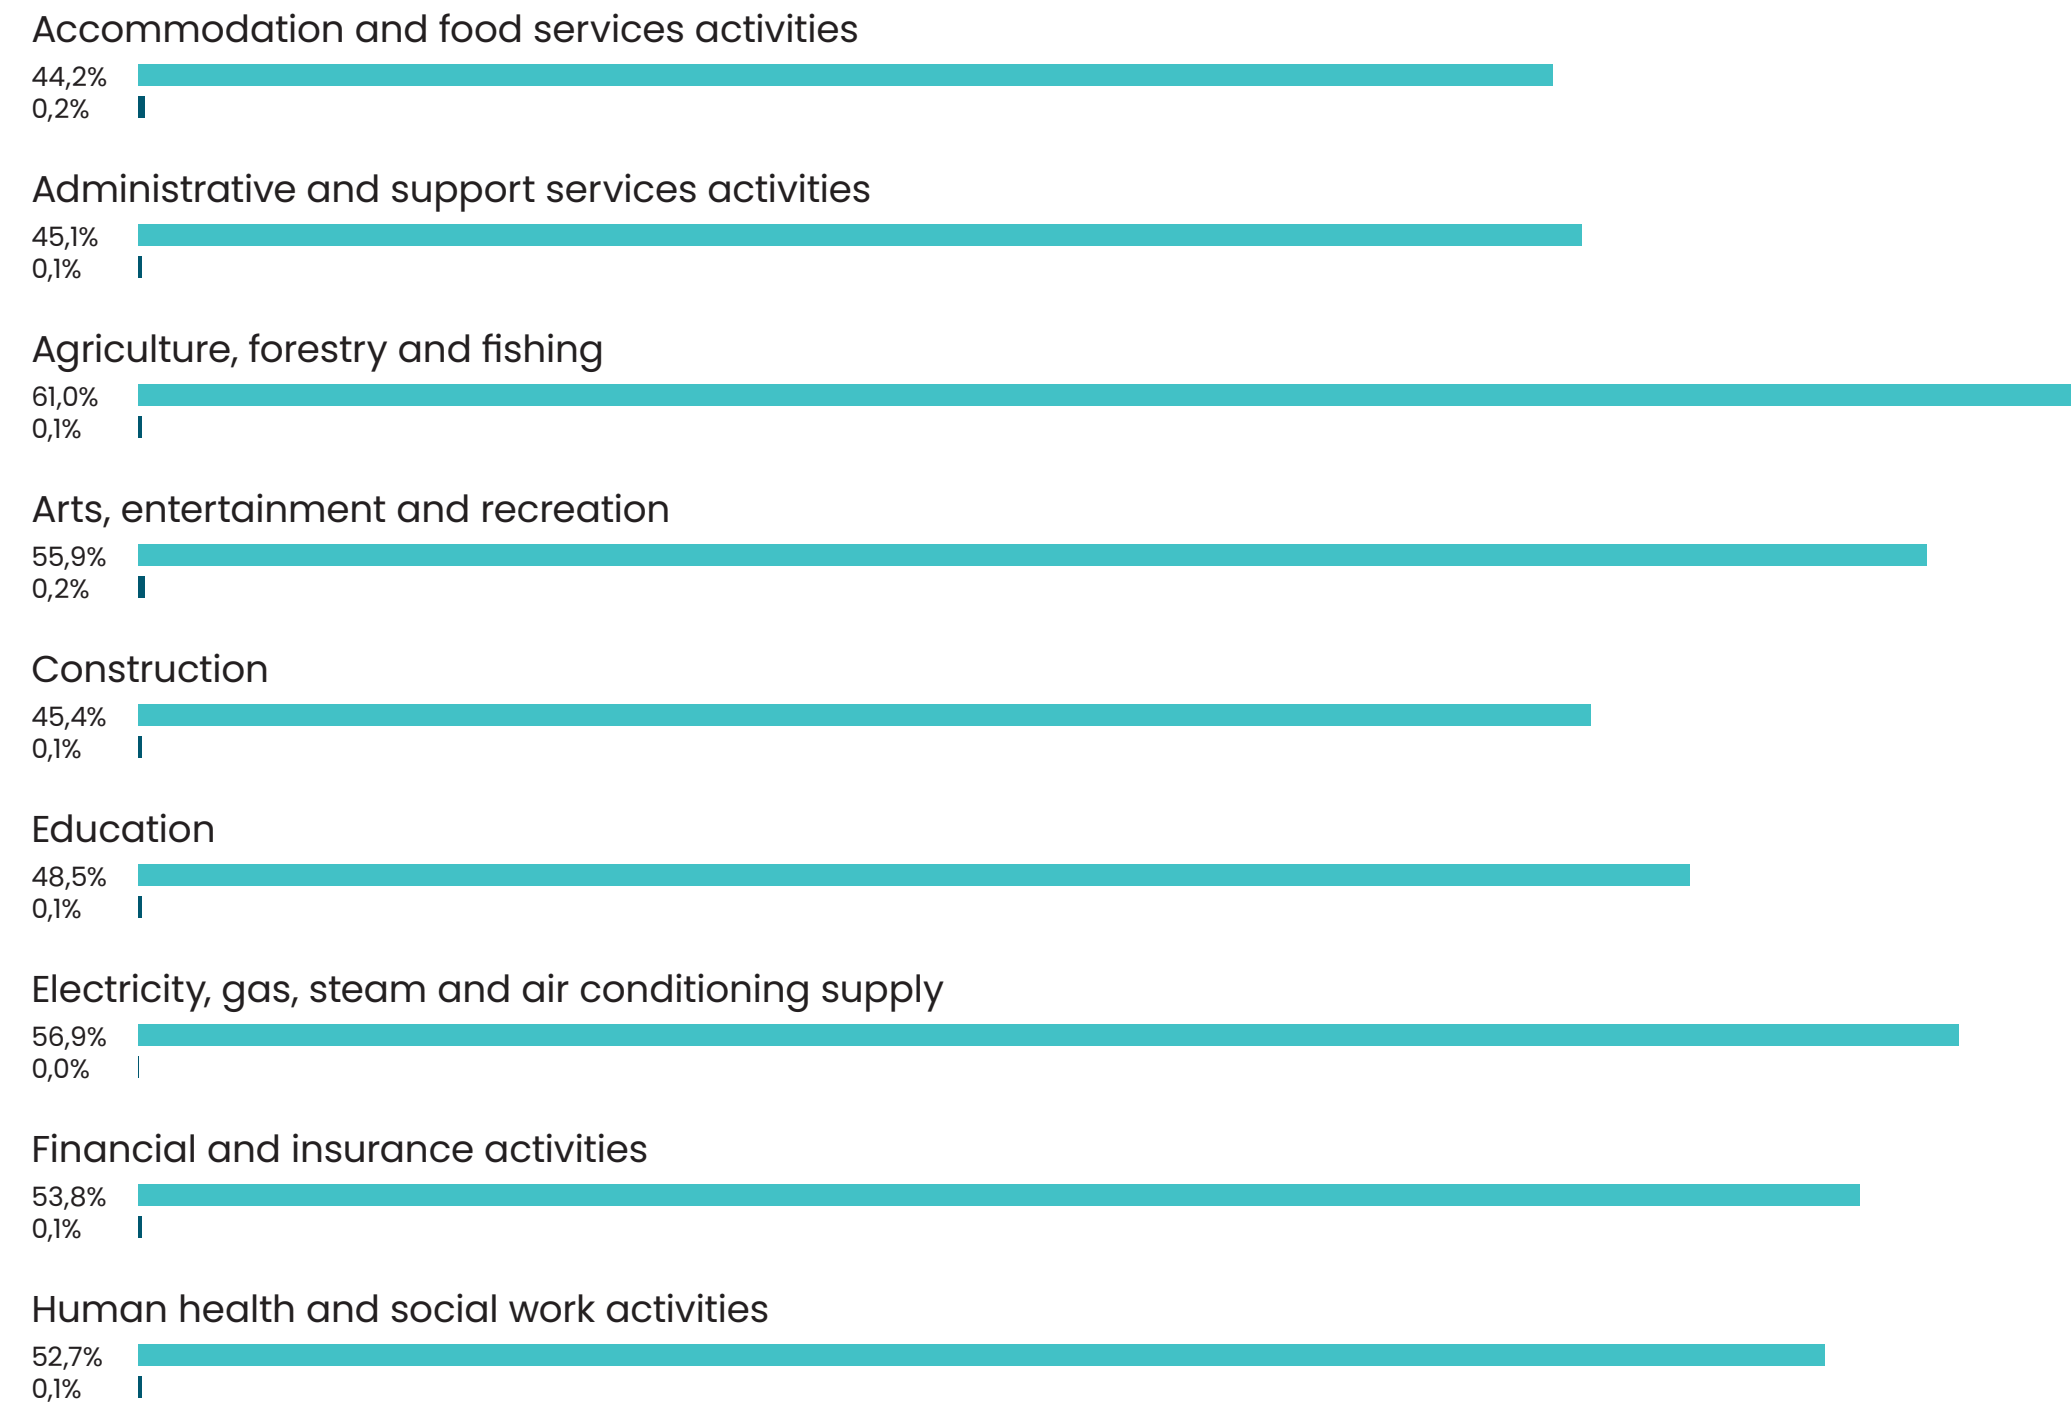 Accommodation and food services activities
44,2%
0,2%
Administrative and support services activities
45,1%
0,1%
Agriculture, forestry and fishing
61,0%
0,1%
Arts, entertainment and recreation
55,9%
0,2%
Construction
45,4%
0,1%
Education
48,5%
0,1%
Electricity, gas, steam and air conditioning supply
56,9%
0,0%
Financial and insurance activities
53,8%
0,1%
Human health and social work activities
52,7%
0,1%